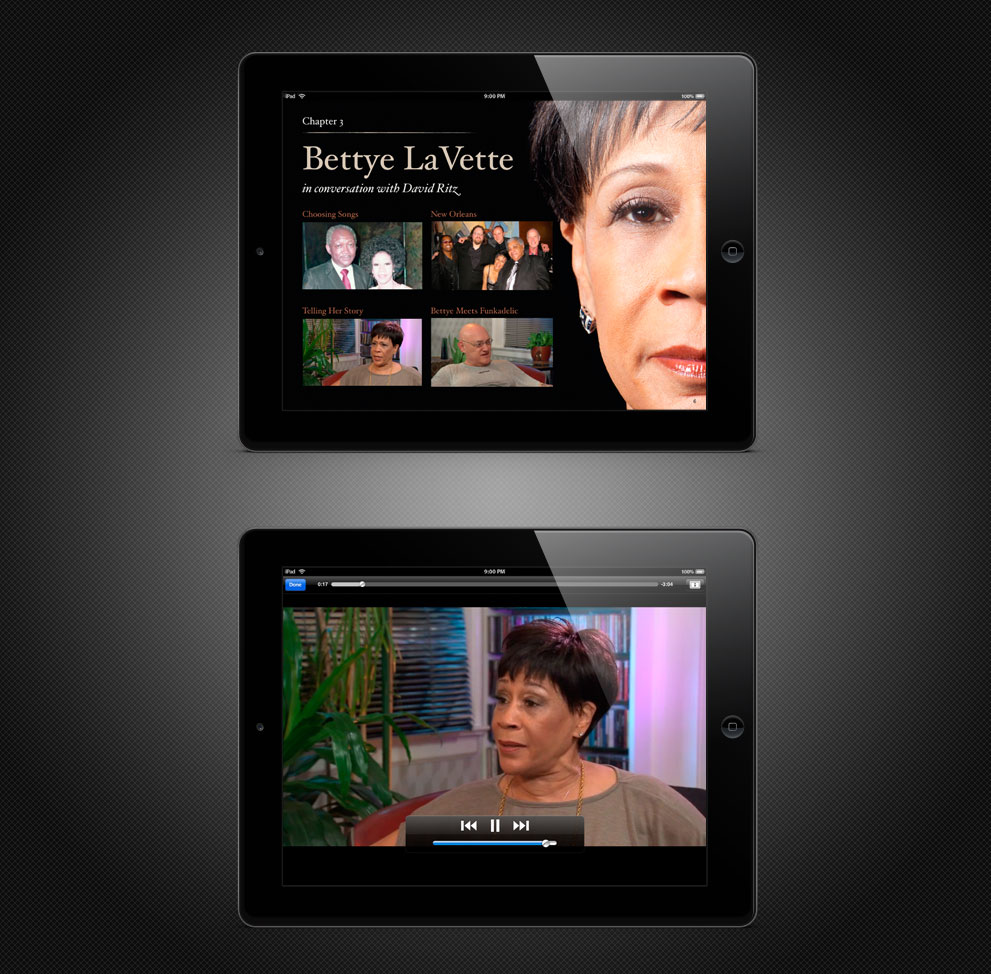 iPad 9:00 PM 100%
Chapter 3
Bettye LaVette
in conversation with David Ritz
Choosing Songs New Orleans
Telling Her Story Bettye Meets Funkadelic
6
iPad 9:00 PM 100%
Done 0:17 -3:04